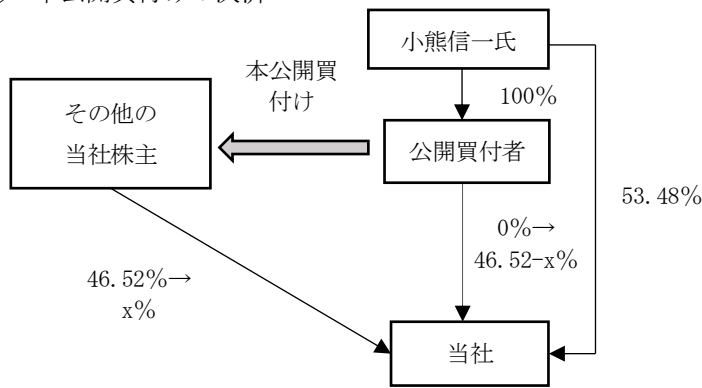 小熊信一氏
本公開買
付け
100%
その他の
当社株主
公開買付者
53.48%
0%→
46.52-x%
46.52%→
x%
当社